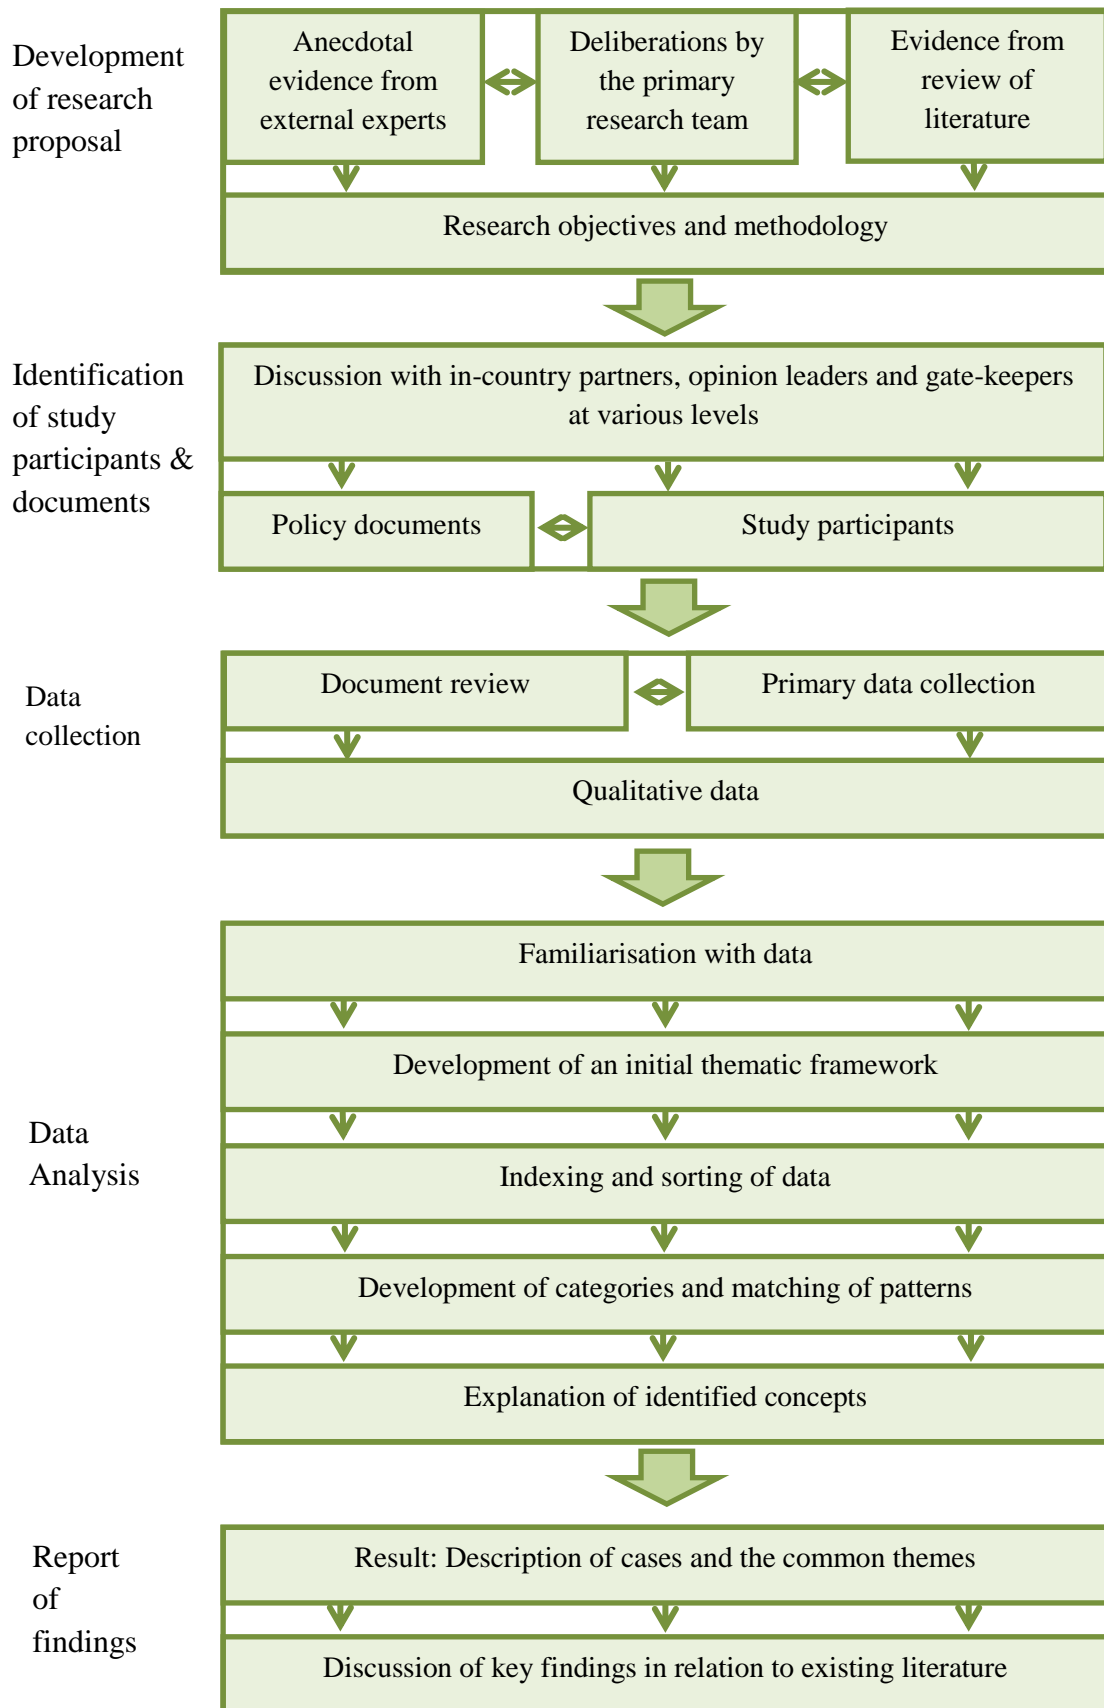 Development
of research
proposal
Anecdotal
evidence from
external experts
Deliberations by
the primary
research team
Evidence from
review of
literature
Research objectives and methodology
Identification
of study
participants &
documents
Discussion with in-country partners, opinion leaders and gate-keepers
at various levels
Policy documents
Study participants
Data
collection
Document review
Primary data collection
Qualitative data
Data
Analysis
Familiarisation with data
Development of an initial thematic framework
Indexing and sorting of data
Development of categories and matching of patterns
Explanation of identified concepts
Report
of
findings
Result: Description of cases and the common themes
Discussion of key findings in relation to existing literature